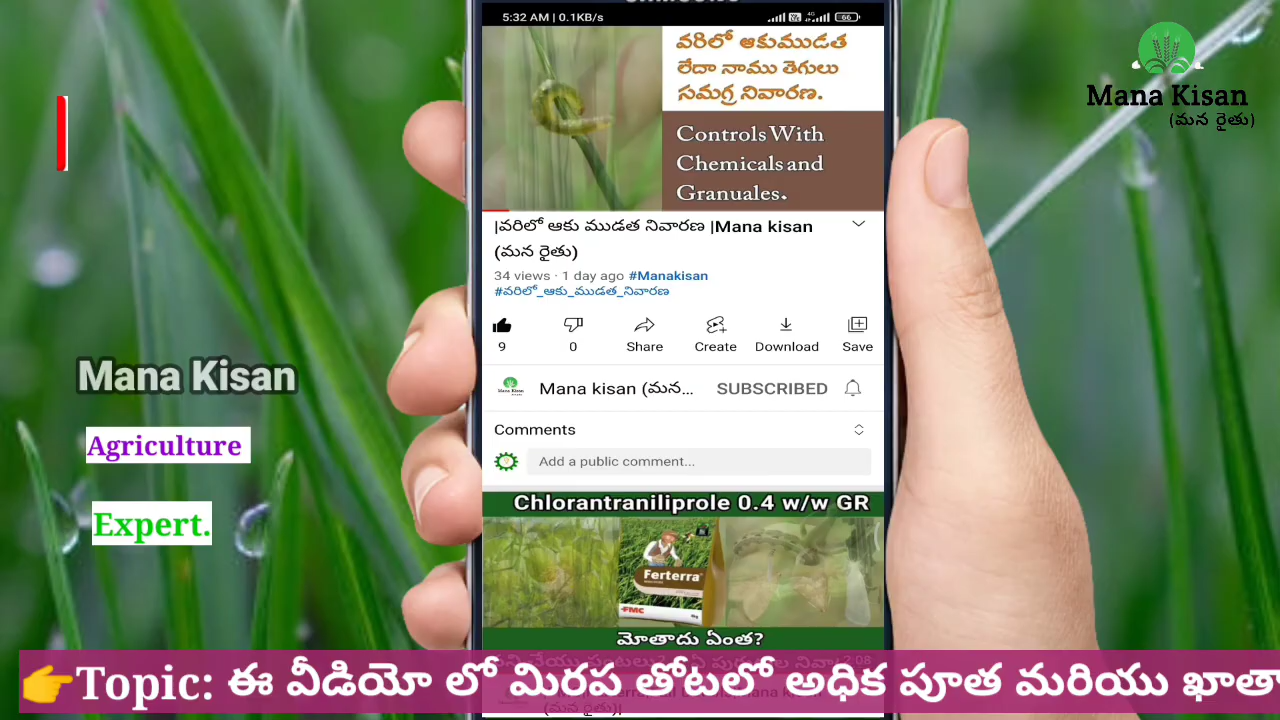 5:32 AM | 0.1KB/s
66
వరిలో ఆకుముడత
లేదా నాము తెగులు
సమగ్ర నివారణ.
Controls With
Chemicals and
Granuales.
|వరిలో ఆకు ముడత నివారణ |Mana kisan
(మన రైతు)
34 views · 1 day ago #Manakisan
#వరిలో_ఆకు_ముడత_నివారణ
9
0
Share
Create
Download
Save
Mana kisan (మన...
SUBSCRIBED
Comments
Add a public comment...
Chlorantraniliprole 0.4 w/w GR
Ferterra
FMC
మోతాదు ఏంత?
(మన రైతు)|
Mana Kisan
(మన రైతు)
Mana Kisan
Agriculture
Expert.
👉Topic: ఈ వీడియో లో మిరప తోటలో అధిక పూత మరియు ఖాతా